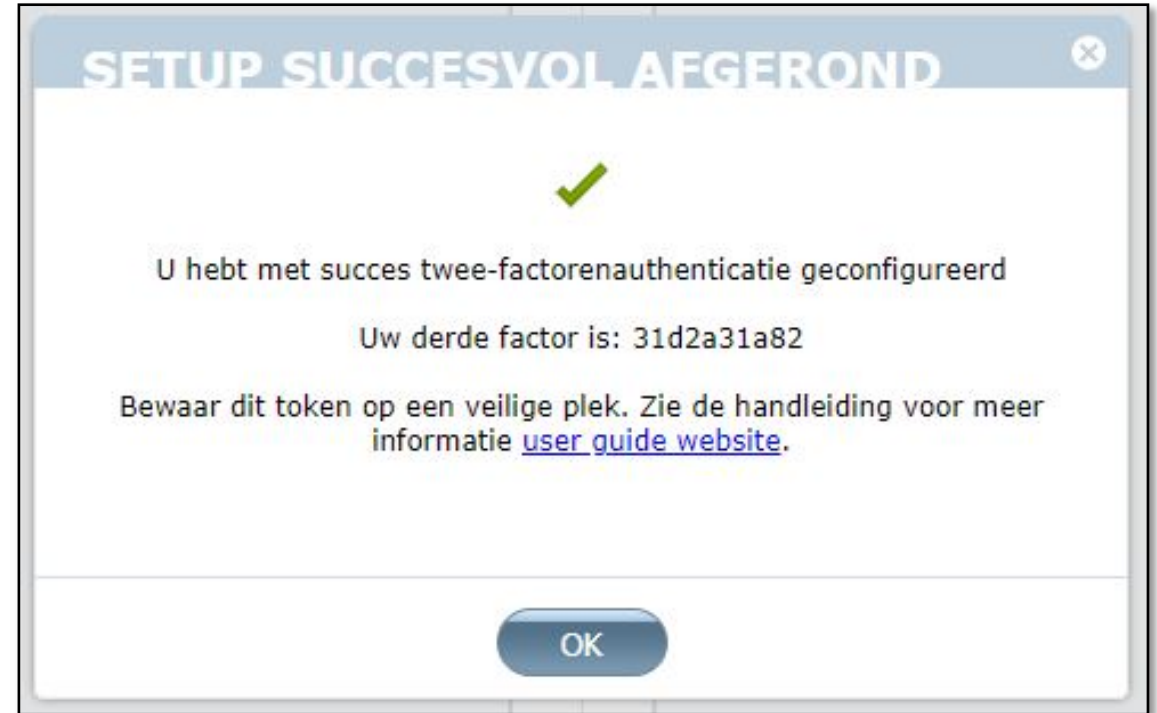 SETUP SUCCESVOL AFGEROND
U hebt met succes twee-factorenauthenticatie geconfigureerd
Uw derde factor is: 31d2a31a82
Bewaar dit token op een veilige plek. Zie de handleiding voor meer
informatie user guide website.
OK